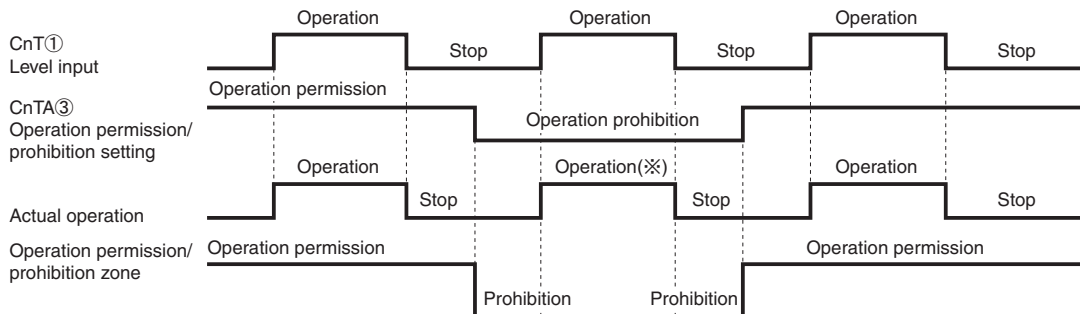 Operation Operation Operation
CnT① Stop Stop Stop
Level input
Operation permission
CnTA③
Operation permission/ Operation prohibition
prohibition setting
Operation Operation(※) Operation
Actual operation Stop Stop Stop
Operation permission/ Operation permission Operation permission
prohibition zone
Prohibition Prohibition